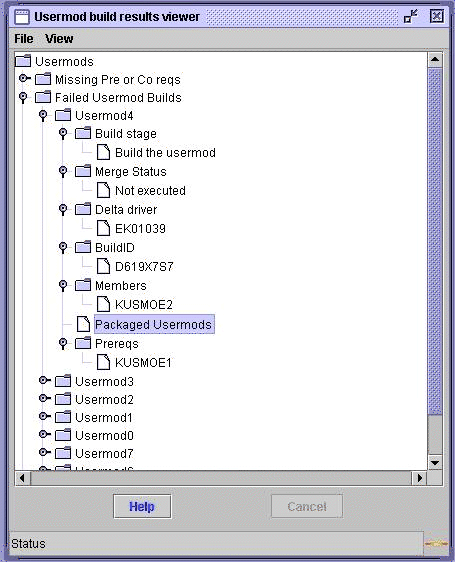 Usermod build results viewer
File View
Usermods
Missing Pre or Co reqs
Failed Usermod Builds
Usermod4
Build stage
Build the usermod
Merge Status
Not executed
Delta driver
EK01039
BuildID
D619X7S7
Members
KUSMOE2
Packaged Usermods
Prereqs
KUSMOE1
Usermod3
Usermod2
Usermod1
Usermod0
Usermod7
Help Cancel
Status